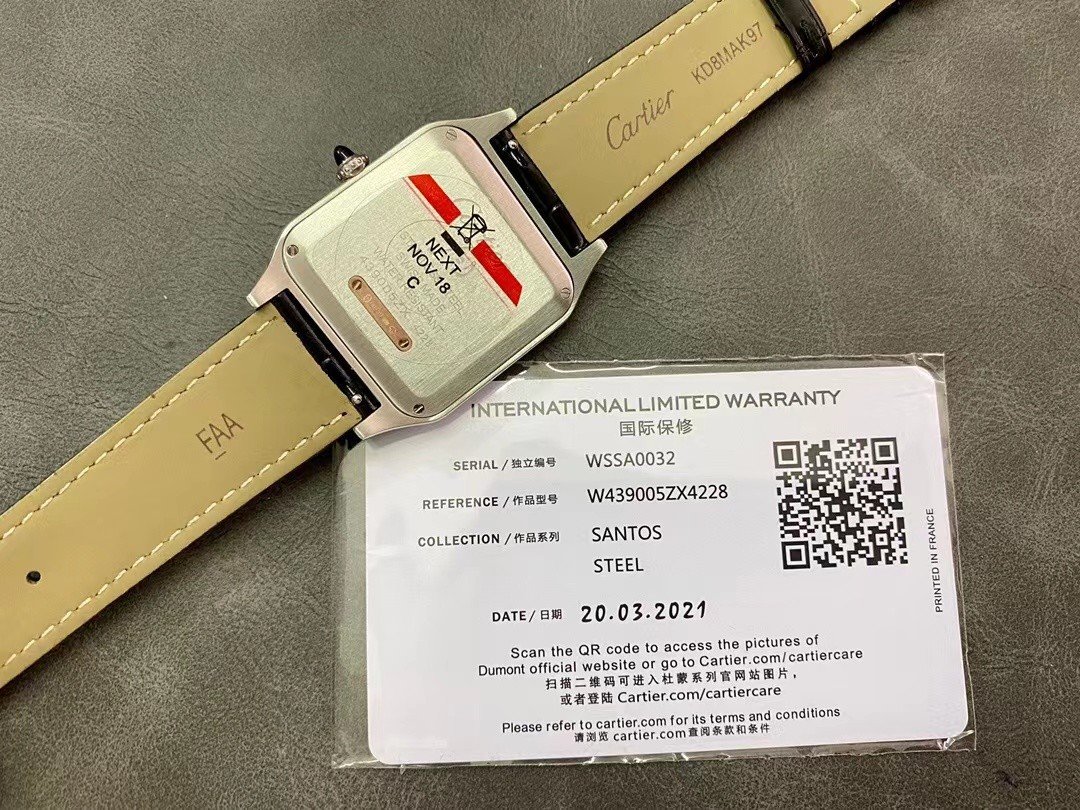 Cartier KD8MAK97
NEXT
NOV 18
C
FAA
INTERNATIONAL LIMITED WARRANTY
国际保修
SERIAL / 独立编号 WSSA0032
REFERENCE / 作品型号 W439005ZX4228
COLLECTION / 作品系列 SANTOS
STEEL
DATE / 日期 20.03.2021
Scan the QR code to access the pictures of
Dumont official website or go to Cartier.com/cartiercare
扫描二维码可进入杜蒙系列官网站图片，
或者登陆 Cartier.com/cartiercare
Please refer to cartier.com for its terms and conditions
请浏览 cartier.com查阅条款和条件
PRINTED IN FRANCE